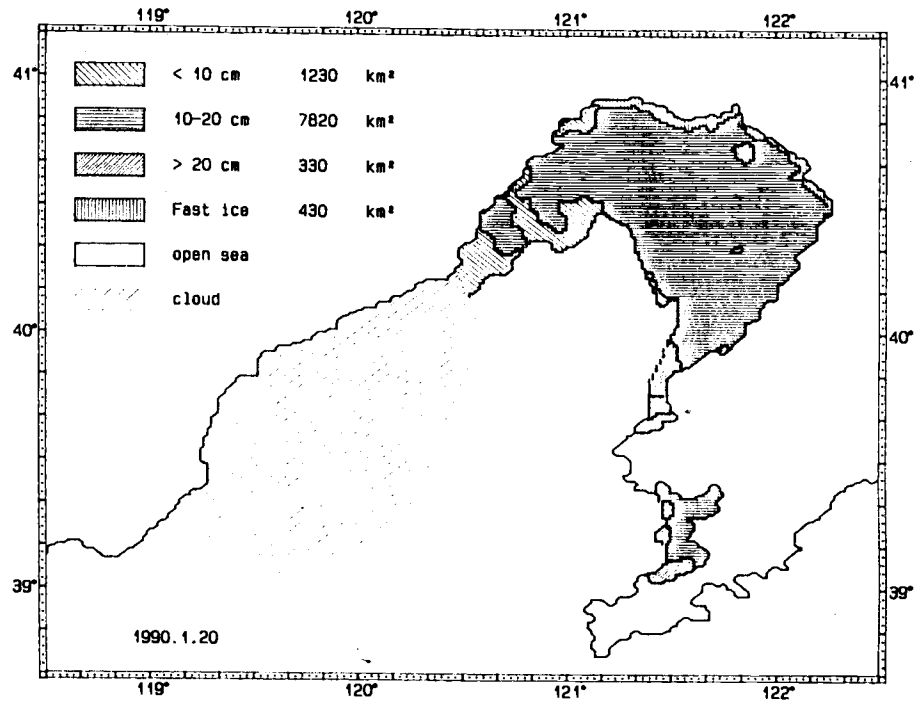 119° 120° 121° 122°
41° 41°
< 10 cm 1230 km²
10-20 cm 7820 km²
> 20 cm 330 km²
Fast ice 430 km²
open sea
cloud
40° 40°
39° 39°
1990.1.20
119° 120° 121° 122°